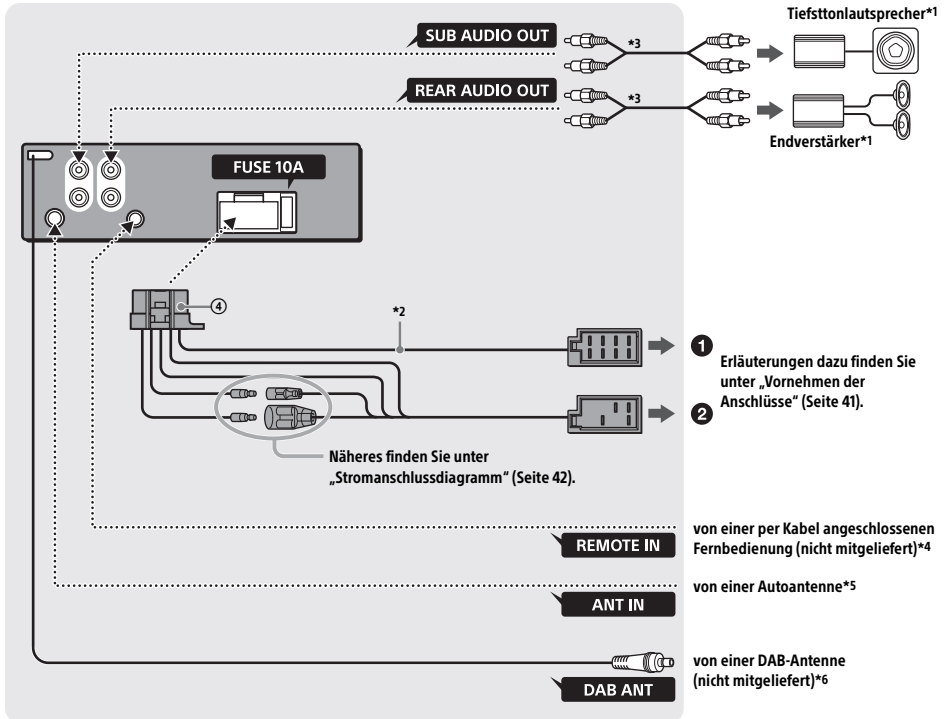 Tiefsttonlautsprecher*1
SUB AUDIO OUT
*3
REAR AUDIO OUT
*3
Endverstärker*1
FUSE 10A
④
*2
❶
Erläuterungen dazu finden Sie
unter „Vornehmen der
Anschlüsse“ (Seite 41).
❷
Näheres finden Sie unter
„Stromanschlussdiagramm“ (Seite 42).
von einer per Kabel angeschlossenen
Fernbedienung (nicht mitgeliefert)*4
REMOTE IN
von einer Autoantenne*5
ANT IN
von einer DAB-Antenne
(nicht mitgeliefert)*6
DAB ANT